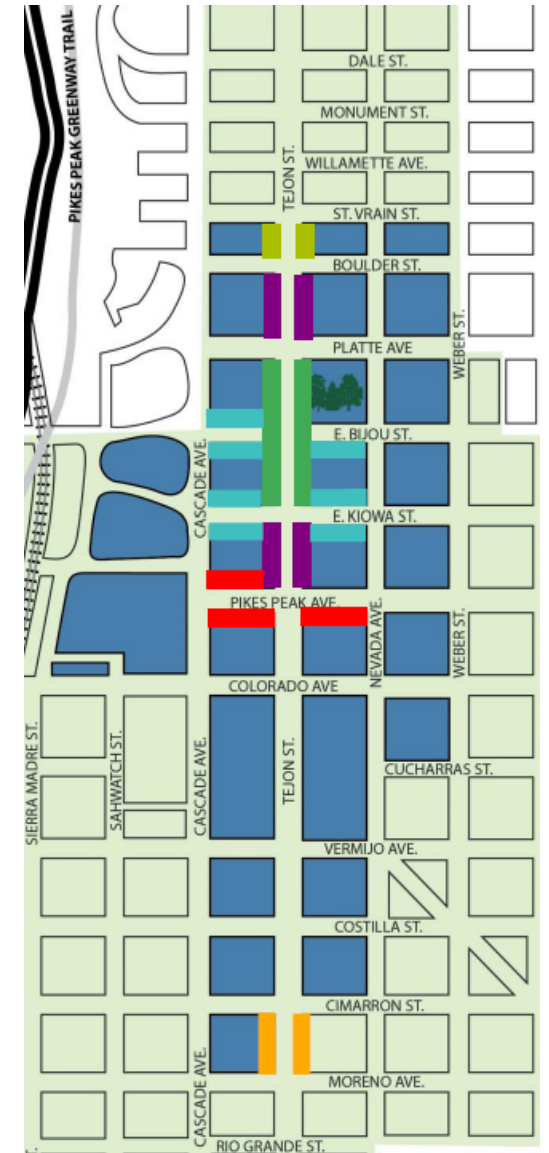 PIKES PEAK GREENWAY TRAIL
DALE ST.
MONUMENT ST.
WILLAMETTE AVE.
TEJON ST.
ST. VRAIN ST.
BOULDER ST.
WEBER ST.
PLATTE AVE
E. BIJOU ST.
CASCADE AVE.
E. KIOWA ST.
PIKES PEAK AVE.
NEVADA AVE.
WEBER ST.
COLORADO AVE
SIERRA MADRE ST.
SAHWATCH ST.
CASCADE AVE.
TEJON ST.
CUCHARRAS ST.
VERMIJO AVE.
COSTILLA ST.
CIMARRON ST.
CASCADE AVE.
MORENO AVE.
RIO GRANDE ST.